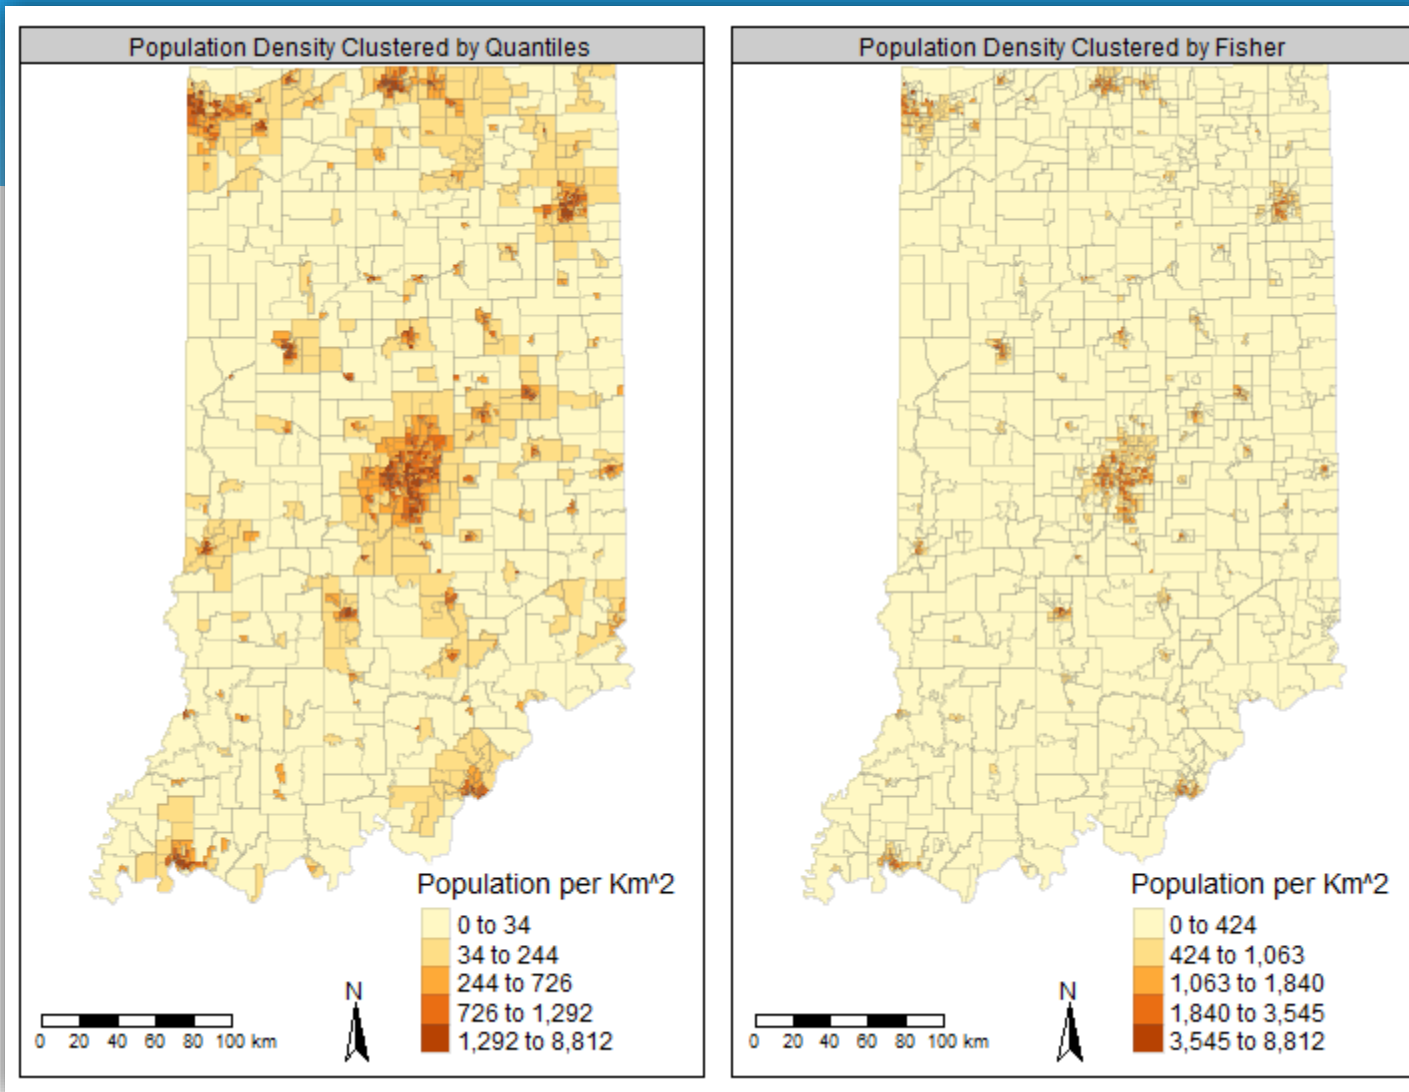 Population Density Clustered by Quantiles
Population per Km^2
0 to 34
34 to 244
244 to 726
726 to 1,292
1,292 to 8,812
N
0 20 40 60 80 100 km
Population Density Clustered by Fisher
Population per Km^2
0 to 424
424 to 1,063
1,063 to 1,840
1,840 to 3,545
3,545 to 8,812
N
0 20 40 60 80 100 km